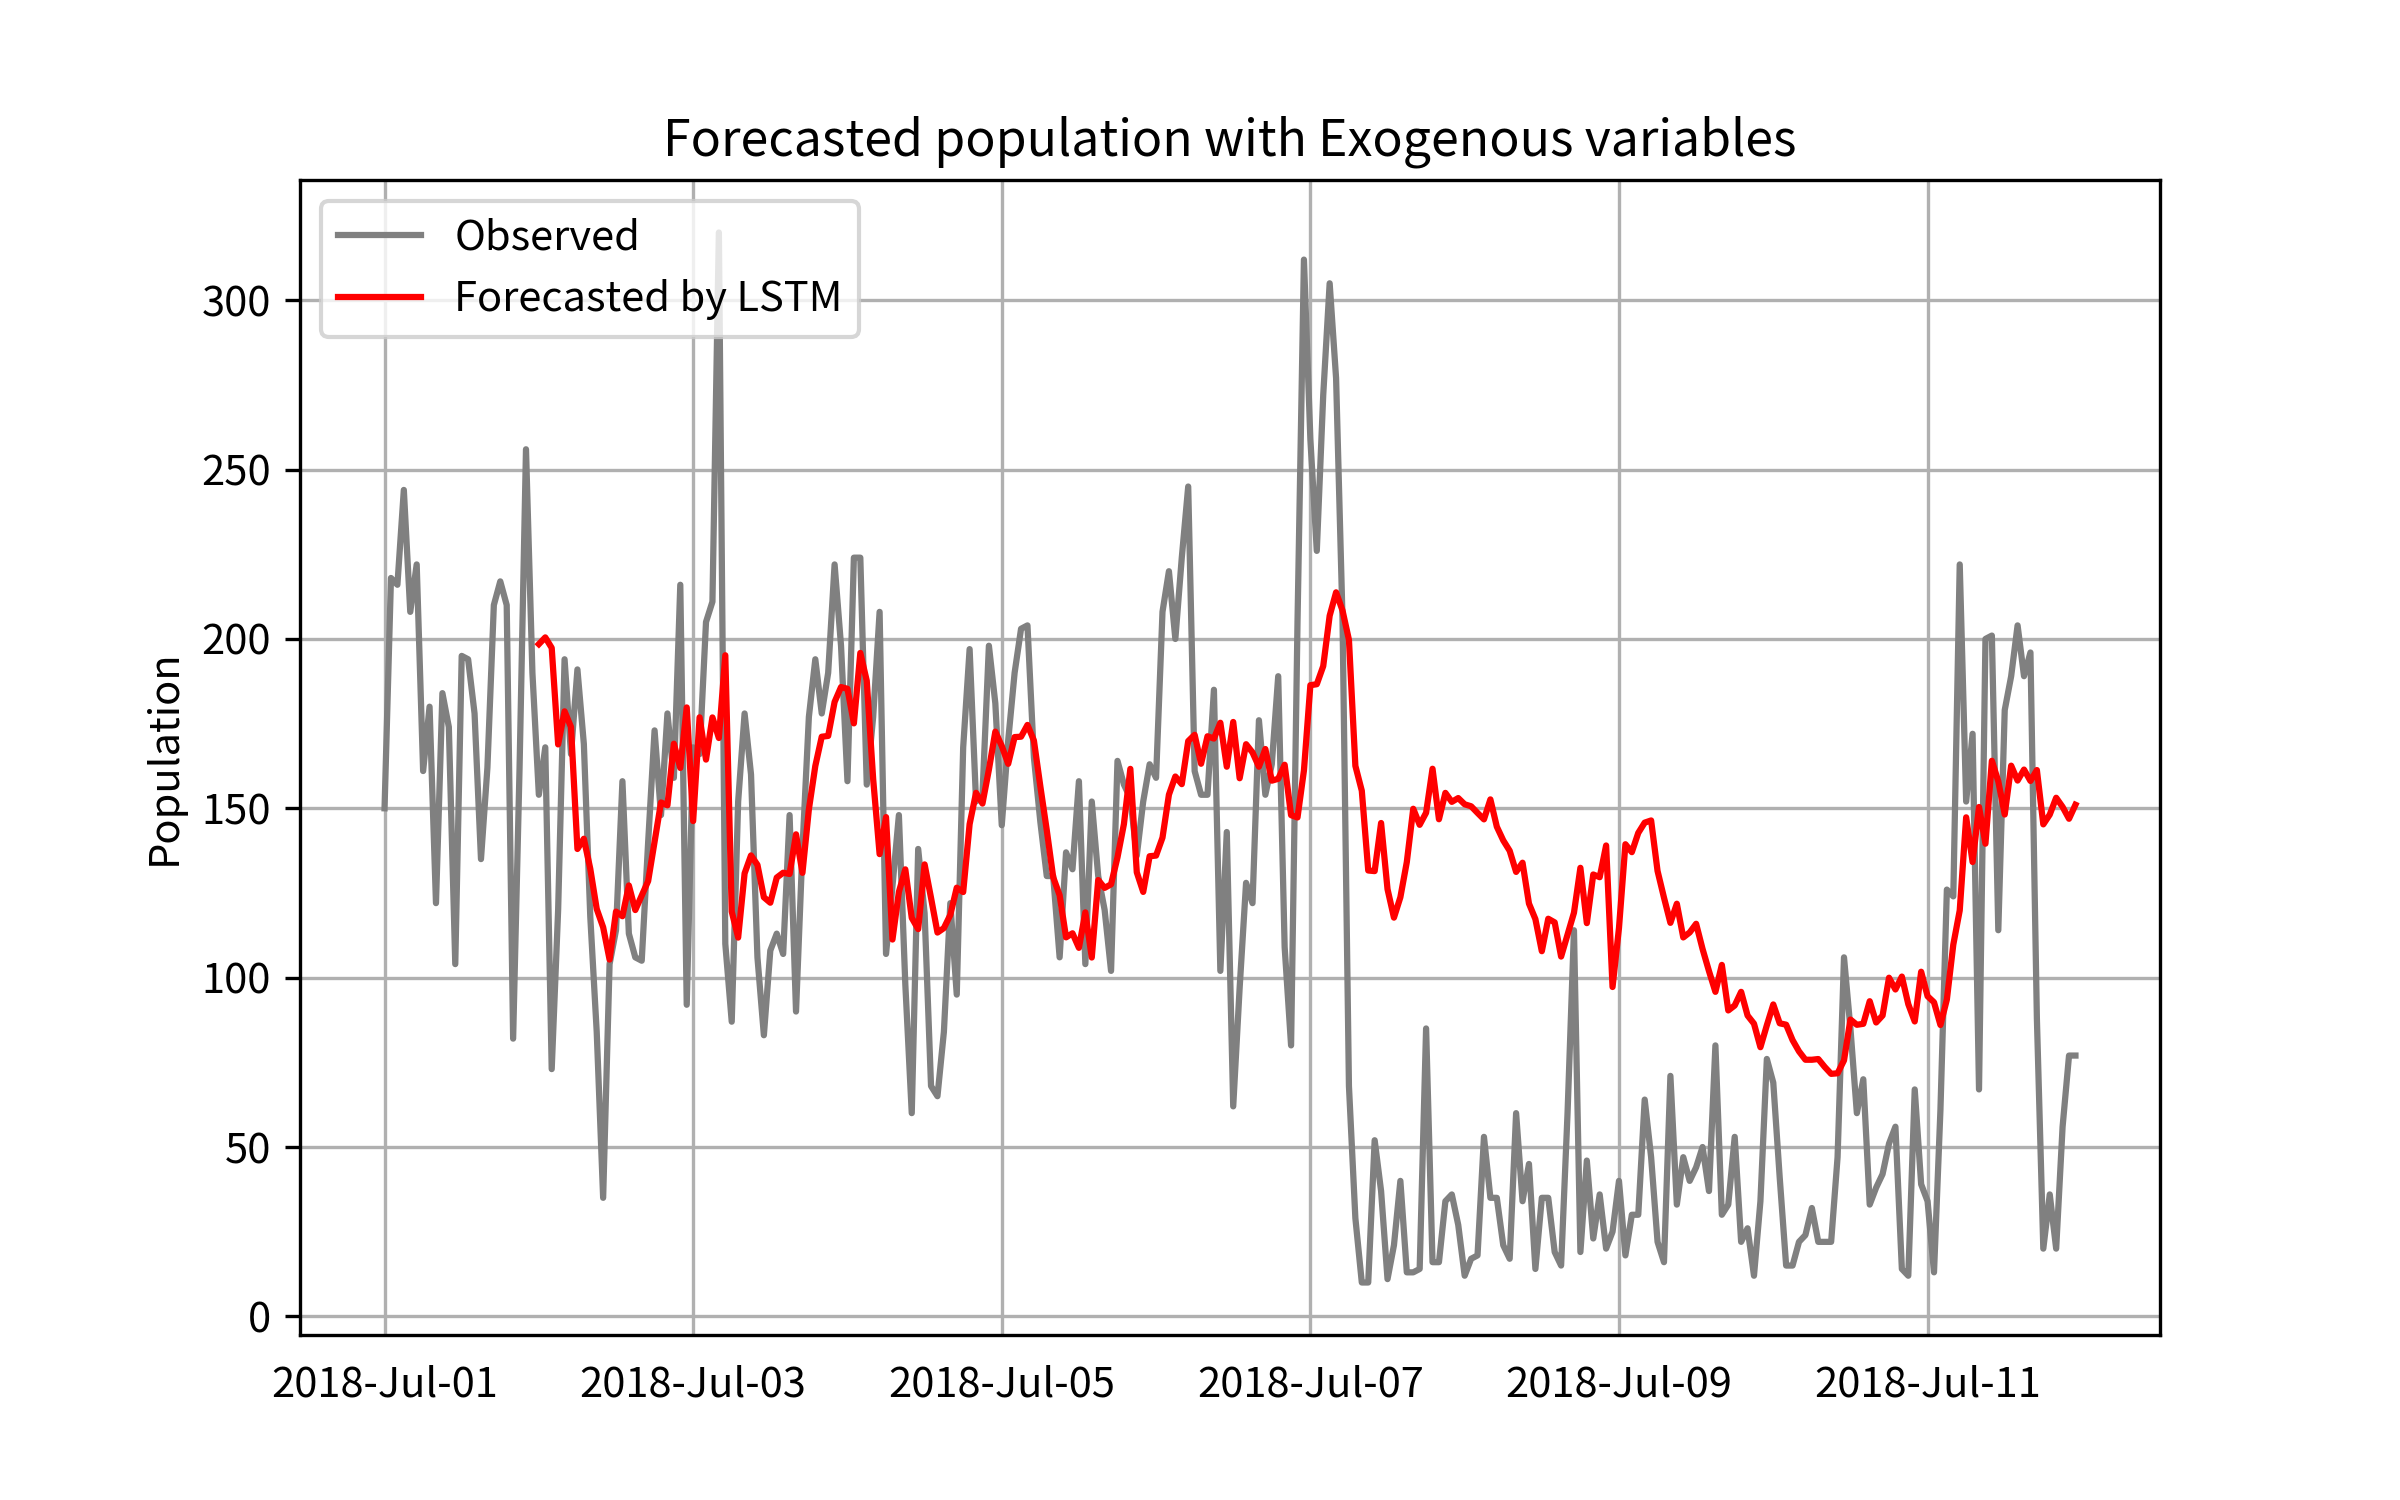 Forecasted population with Exogenous variables
Observed
Forecasted by LSTM
Population
300
250
200
150
100
50
0
2018-Jul-01 2018-Jul-03 2018-Jul-05 2018-Jul-07 2018-Jul-09 2018-Jul-11